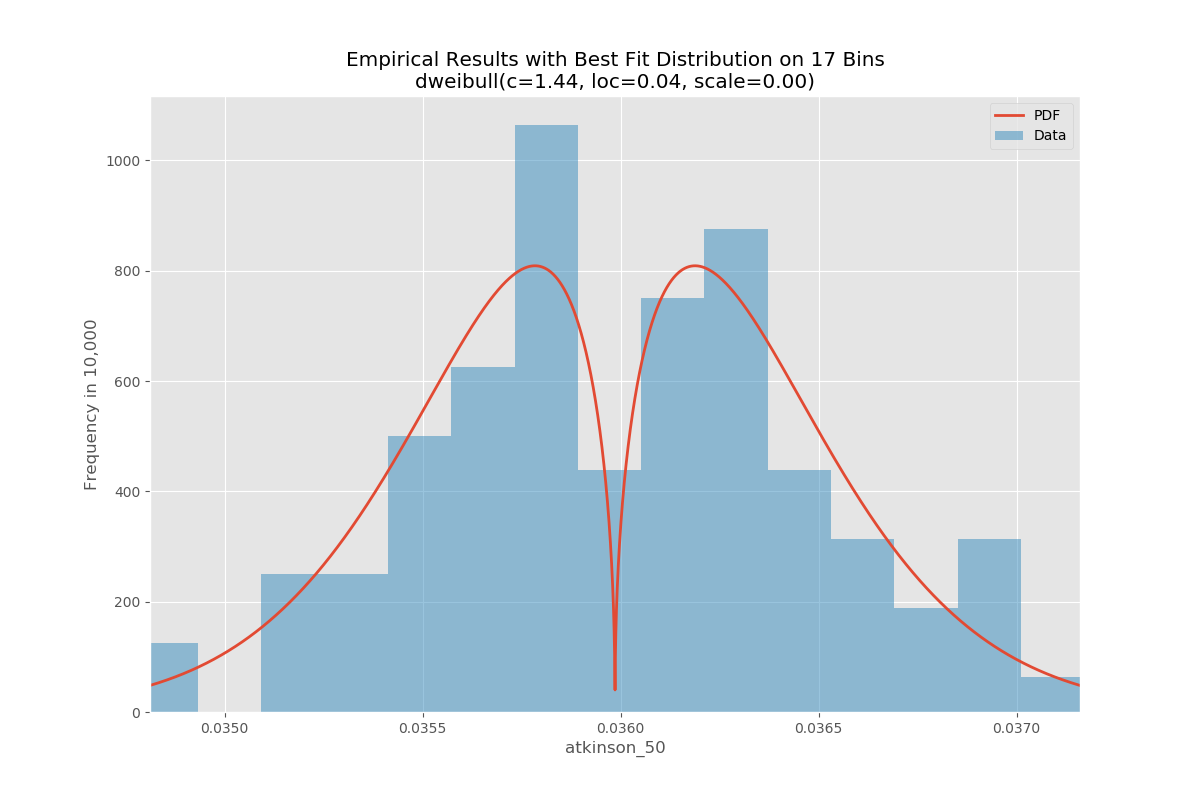 Empirical Results with Best Fit Distribution on 17 Bins
dweibull(c=1.44, loc=0.04, scale=0.00)
PDF
Data
1000
800
600
400
200
0
Frequency in 10,000
0.0350
0.0355
0.0360
0.0365
0.0370
atkinson_50